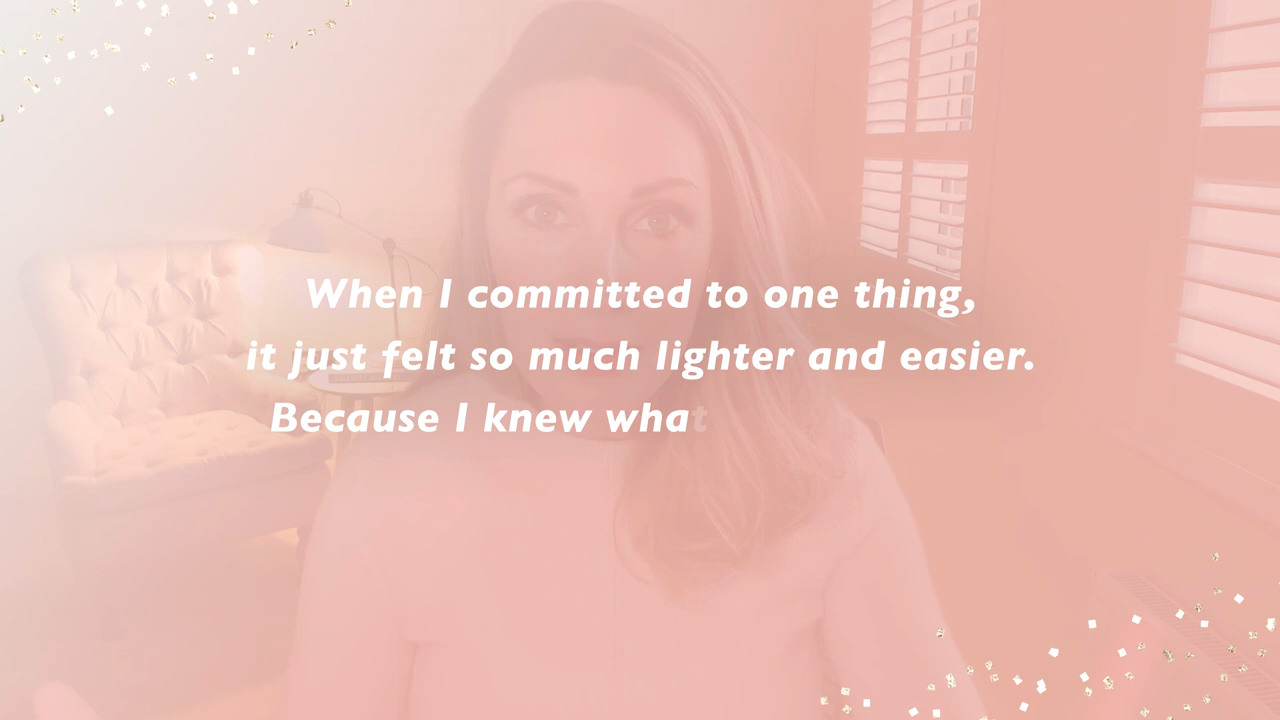 When I committed to one thing,
it just felt so much lighter and easier.
Because I knew what